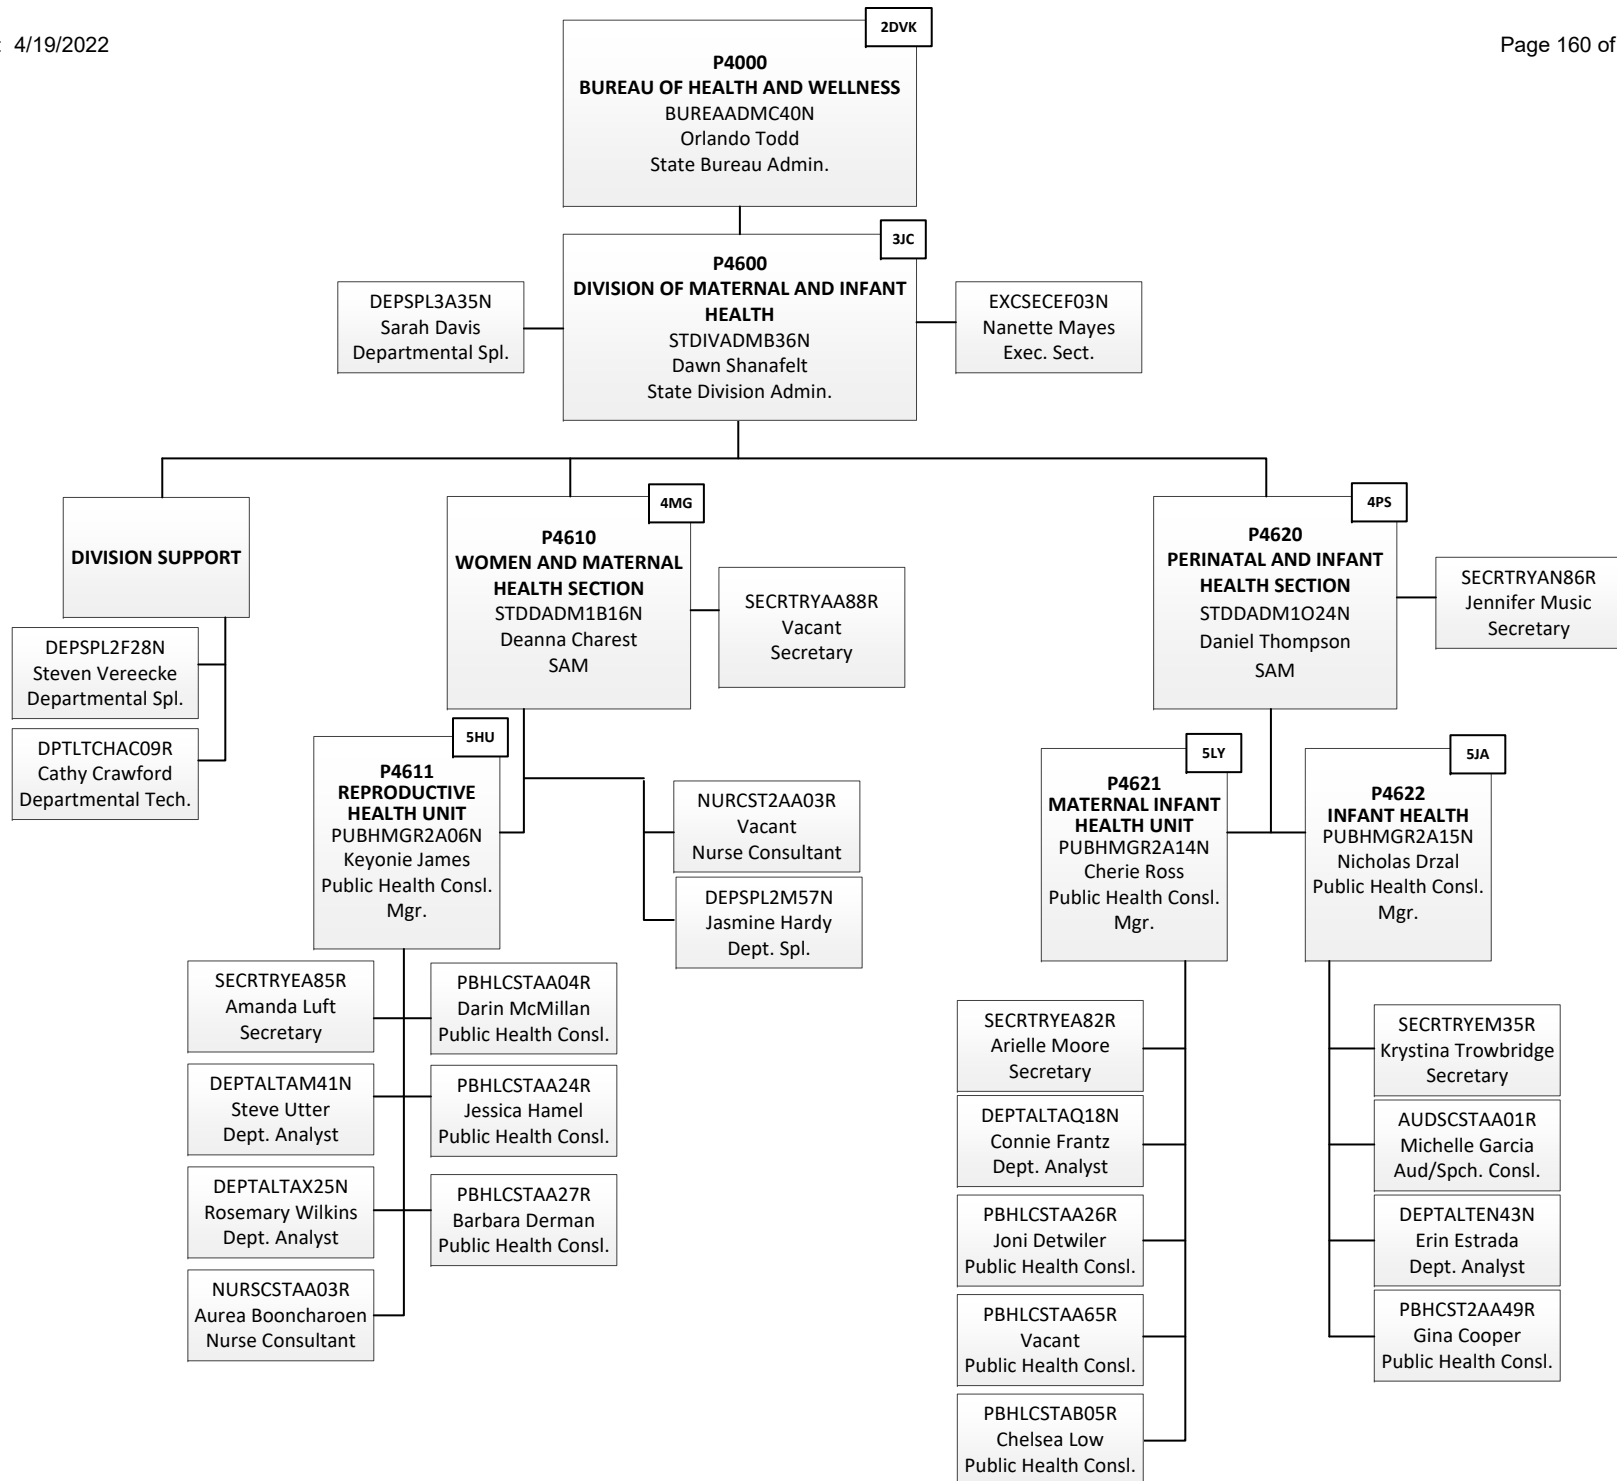 : 4/19/2022
Page 160 of
2DVK
P4000
BUREAU OF HEALTH AND WELLNESS
BUREAADMC40N
Orlando Todd
State Bureau Admin.
3JC
P4600
DIVISION OF MATERNAL AND INFANT
HEALTH
STDIVADMB36N
Dawn Shanafelt
State Division Admin.
DEPSPL3A35N
Sarah Davis
Departmental Spl.
EXCSECEF03N
Nanette Mayes
Exec. Sect.
DIVISION SUPPORT
DEPSPL2F28N
Steven Vereecke
Departmental Spl.
DPTLTCHAC09R
Cathy Crawford
Departmental Tech.
4MG
P4610
WOMEN AND MATERNAL
HEALTH SECTION
STDDADM1B16N
Deanna Charest
SAM
SECRTRYAA88R
Vacant
Secretary
4PS
P4620
PERINATAL AND INFANT
HEALTH SECTION
STDDADM1O24N
Daniel Thompson
SAM
SECRTRYAN86R
Jennifer Music
Secretary
5HU
P4611
REPRODUCTIVE
HEALTH UNIT
PUBHMGR2A06N
Keyonie James
Public Health Consl.
Mgr.
NURCST2AA03R
Vacant
Nurse Consultant
DEPSPL2M57N
Jasmine Hardy
Dept. Spl.
5LY
P4621
MATERNAL INFANT
HEALTH UNIT
PUBHMGR2A14N
Cherie Ross
Public Health Consl.
Mgr.
5JA
P4622
INFANT HEALTH
PUBHMGR2A15N
Nicholas Drzal
Public Health Consl.
Mgr.
SECRTRYEA85R
Amanda Luft
Secretary
PBHLCSTAA04R
Darin McMillan
Public Health Consl.
DEPTALTAM41N
Steve Utter
Dept. Analyst
PBHLCSTAA24R
Jessica Hamel
Public Health Consl.
DEPTALTAX25N
Rosemary Wilkins
Dept. Analyst
PBHLCSTAA27R
Barbara Derman
Public Health Consl.
NURSCSTAA03R
Aurea Booncharoen
Nurse Consultant
SECRTRYEA82R
Arielle Moore
Secretary
DEPTALTAQ18N
Connie Frantz
Dept. Analyst
PBHLCSTAA26R
Joni Detwiler
Public Health Consl.
PBHLCSTAA65R
Vacant
Public Health Consl.
PBHLCSTAB05R
Chelsea Low
Public Health Consl.
SECRTRYEM35R
Krystina Trowbridge
Secretary
AUDSCSTAA01R
Michelle Garcia
Aud/Spch. Consl.
DEPTALTEN43N
Erin Estrada
Dept. Analyst
PBHCST2AA49R
Gina Cooper
Public Health Consl.